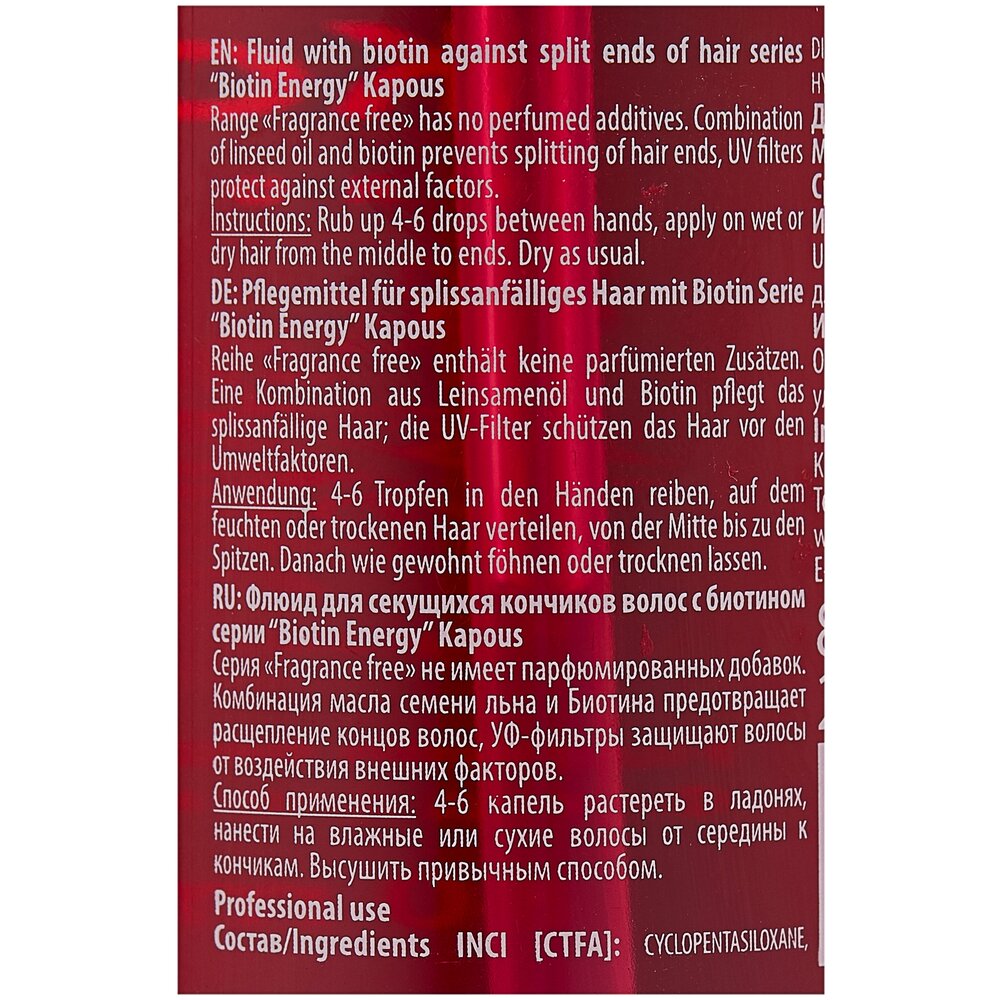 EN: Fluid with biotin against split ends of hair series
“Biotin Energy” Kapous
Range «Fragrance free» has no perfumed additives. Combination
of linseed oil and biotin prevents splitting of hair ends, UV filters
protect against external factors.
Instructions: Rub up 4-6 drops between hands, apply on wet or
dry hair from the middle to ends. Dry as usual.
DE: Pflegemittel für splissanfälliges Haar mit Biotin Serie
“Biotin Energy” Kapous
Reihe «Fragrance free» enthält keine parfümierten Zusätzen.
Eine Kombination aus Leinsamenöl und Biotin pflegt das
splissanfällige Haar; die UV-Filter schützen das Haar vor den
Umweltfaktoren.
Anwendung: 4-6 Tropfen in den Händen reiben, auf dem
feuchten oder trockenen Haar verteilen, von der Mitte bis zu den
Spitzen. Danach wie gewohnt föhnen oder trocknen lassen.
RU: Флюид для секущихся кончиков волос с биотином
серии “Biotin Energy” Kapous
Серия «Fragrance free» не имеет парфюмированных добавок.
Комбинация масла семени льна и Биотина предотвращает
расщепление концов волос, УФ-фильтры защищают волосы
от воздействия внешних факторов.
Способ применения: 4-6 капель растереть в ладонях,
нанести на влажные или сухие волосы от середины к
кончикам. Высушить привычным способом.
Professional use
Состав/Ingredients INCI [CTFA]: CYCLOPENTASILOXANE,